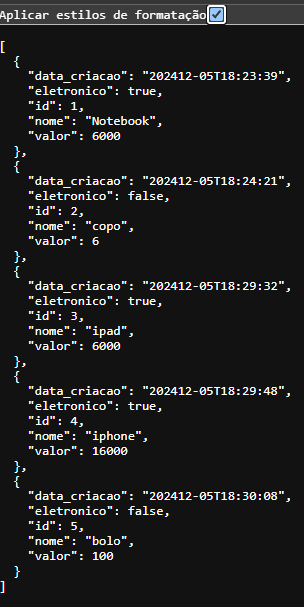 Aplicar estilos de formatação
[
  {
    "data_criacao": "202412-05T18:23:39",
    "eletronico": true,
    "id": 1,
    "nome": "Notebook",
    "valor": 6000
  },
  {
    "data_criacao": "202412-05T18:24:21",
    "eletronico": false,
    "id": 2,
    "nome": "copo",
    "valor": 6
  },
  {
    "data_criacao": "202412-05T18:29:32",
    "eletronico": true,
    "id": 3,
    "nome": "ipad",
    "valor": 6000
  },
  {
    "data_criacao": "202412-05T18:29:48",
    "eletronico": true,
    "id": 4,
    "nome": "iphone",
    "valor": 16000
  },
  {
    "data_criacao": "202412-05T18:30:08",
    "eletronico": false,
    "id": 5,
    "nome": "bolo",
    "valor": 100
  }
]